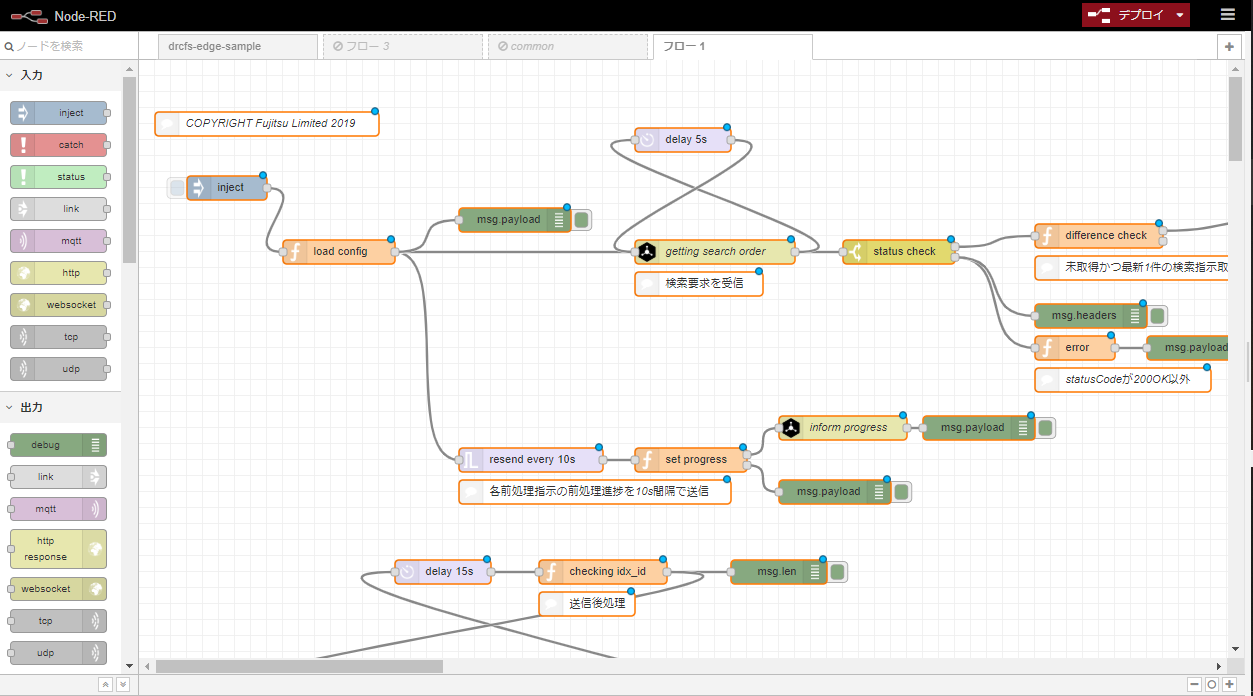 Node-RED
デプロイ
ノードを検索
drcfs-edge-sample
フロー 3
common
フロー 1
入力
inject
catch
status
link
mqtt
http
websocket
tcp
udp
出力
debug
link
mqtt
http
response
websocket
tcp
udp
COPYRIGHT Fujitsu Limited 2019
delay 5s
inject
msg.payload
load config
getting search order
検索要求を受信
status check
difference check
未取得かつ最新1件の検索指示取
msg.headers
error
msg.payload
statusCodeが200OK以外
inform progress
msg.payload
resend every 10s
set progress
各前処理指示の前処理進捗を10s間隔で送信
msg.payload
delay 15s
checking idx_id
msg.len
送信後処理